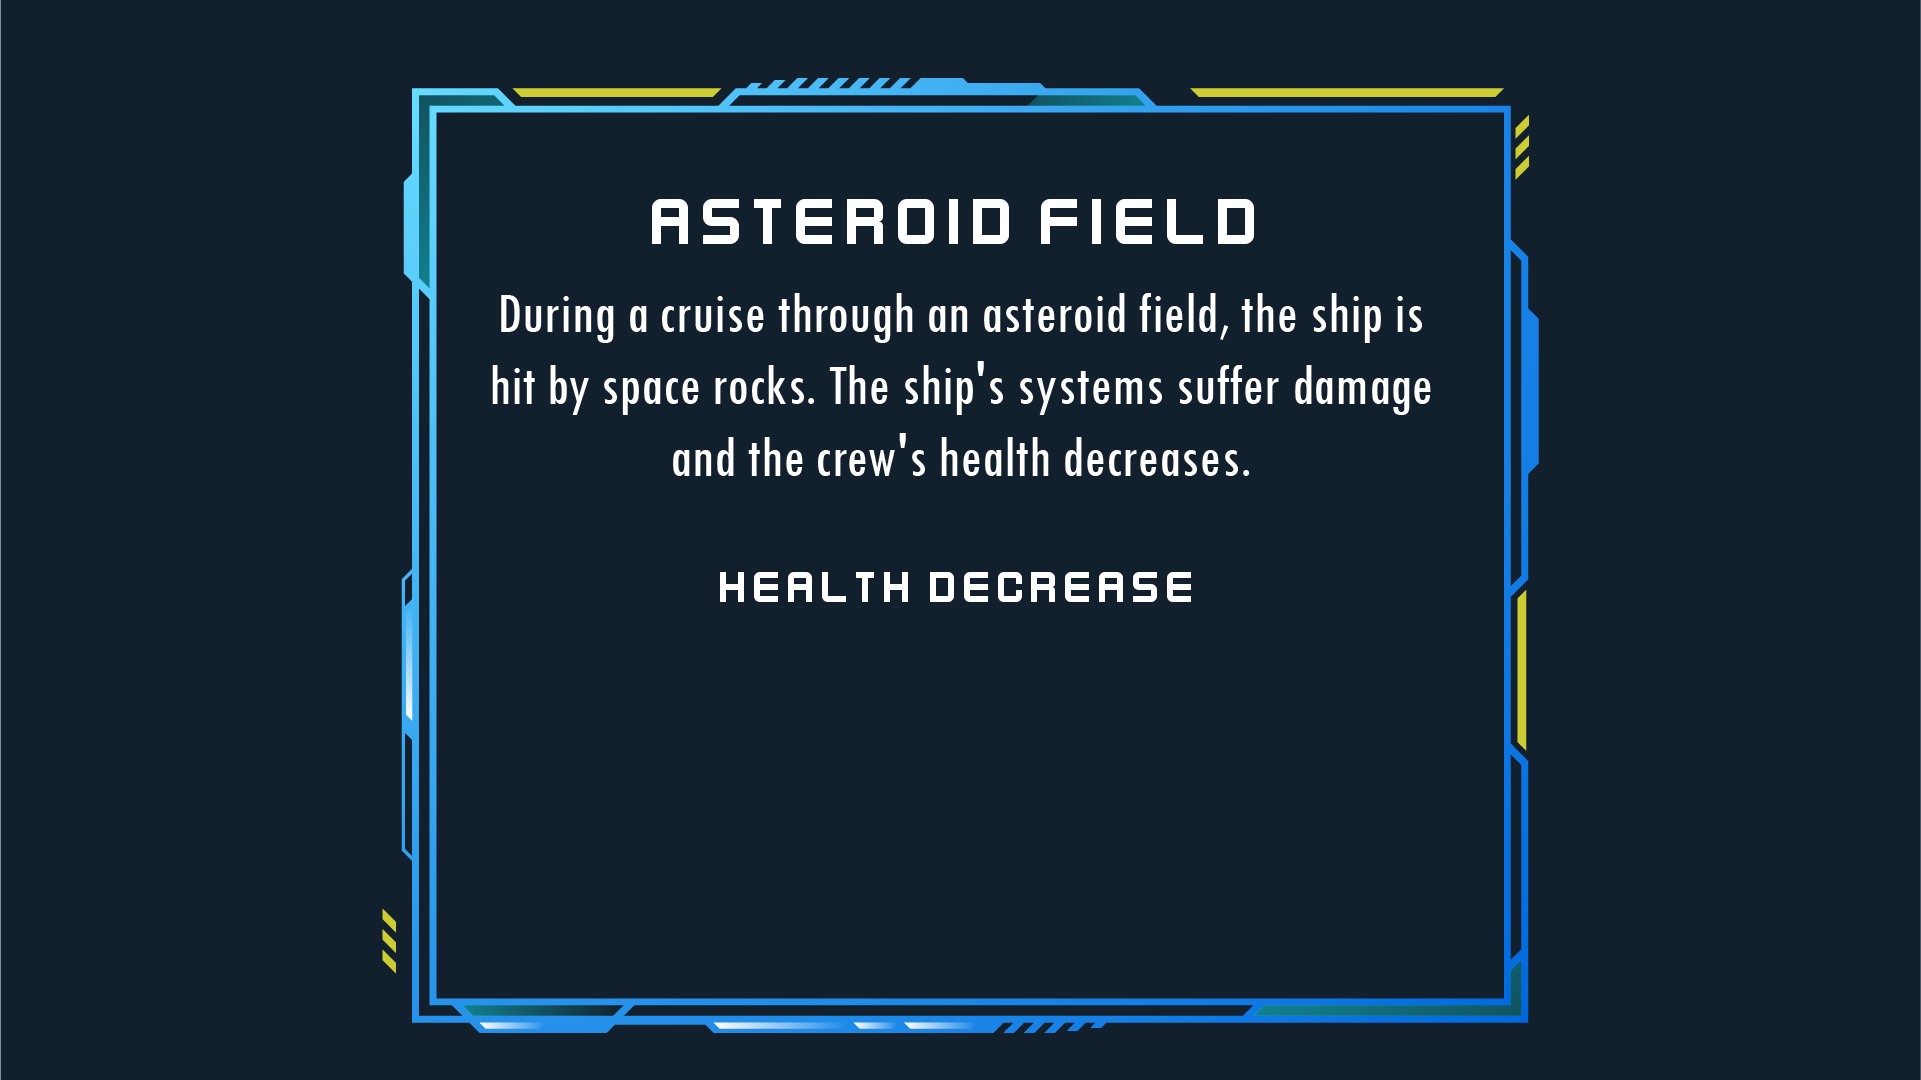 ASTEROID FIELD
During a cruise through an asteroid field, the ship is
hit by space rocks. The ship's systems suffer damage
and the crew's health decreases.
HEALTH DECREASE